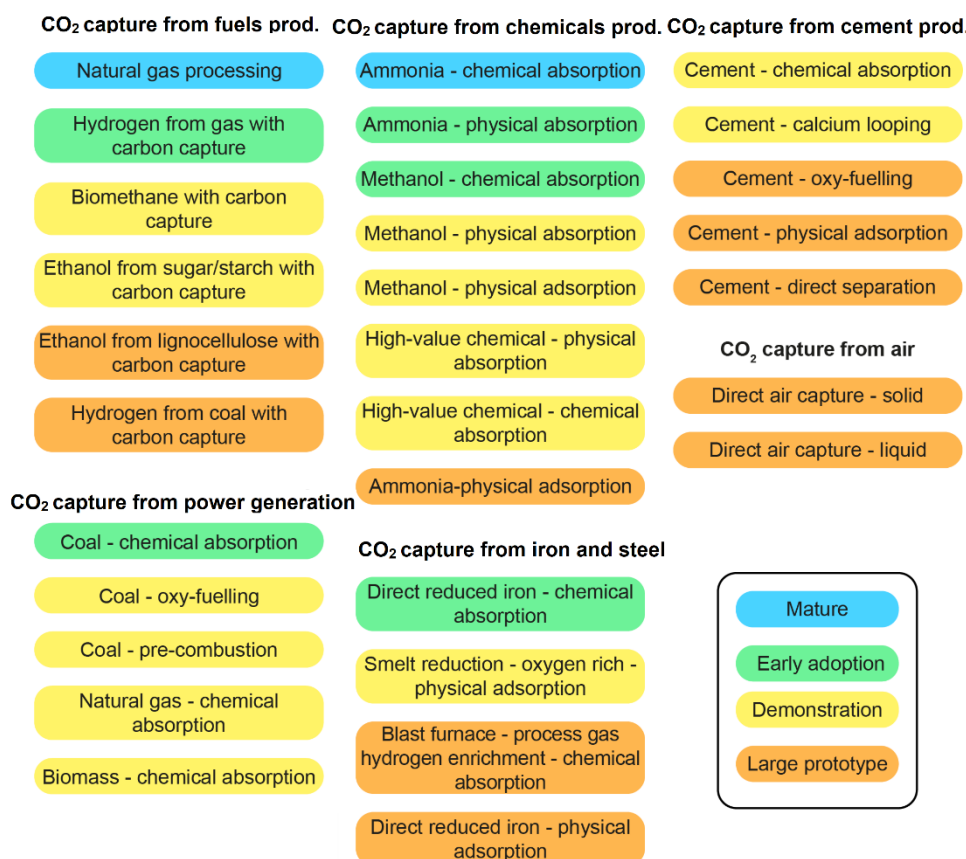 CO₂ capture from fuels prod.
Natural gas processing
Hydrogen from gas with
carbon capture
Biomethane with carbon
capture
Ethanol from sugar/starch with
carbon capture
Ethanol from lignocellulose with
carbon capture
Hydrogen from coal with
carbon capture
CO₂ capture from chemicals prod.
Ammonia - chemical absorption
Ammonia - physical absorption
Methanol - chemical absorption
Methanol - physical absorption
Methanol - physical adsorption
High-value chemical - physical
absorption
High-value chemical - chemical
absorption
Ammonia-physical adsorption
CO₂ capture from cement prod.
Cement - chemical absorption
Cement - calcium looping
Cement - oxy-fuelling
Cement - physical adsorption
Cement - direct separation
CO₂ capture from air
Direct air capture - solid
Direct air capture - liquid
CO₂ capture from power generation
Coal - chemical absorption
Coal - oxy-fuelling
Coal - pre-combustion
Natural gas - chemical
absorption
Biomass - chemical absorption
CO₂ capture from iron and steel
Direct reduced iron - chemical
absorption
Smelt reduction - oxygen rich -
physical adsorption
Blast furnace - process gas
hydrogen enrichment - chemical
absorption
Direct reduced iron - physical
adsorption
Mature
Early adoption
Demonstration
Large prototype